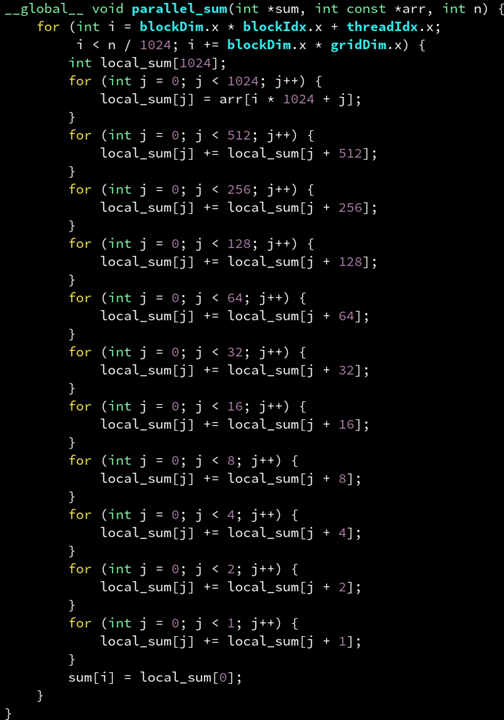 __global__ void parallel_sum(int *sum, int const *arr, int n) {
    for (int i = blockDim.x * blockIdx.x + threadIdx.x;
         i < n / 1024; i += blockDim.x * gridDim.x) {
        int local_sum[1024];
        for (int j = 0; j < 1024; j++) {
            local_sum[j] = arr[i * 1024 + j];
        }
        for (int j = 0; j < 512; j++) {
            local_sum[j] += local_sum[j + 512];
        }
        for (int j = 0; j < 256; j++) {
            local_sum[j] += local_sum[j + 256];
        }
        for (int j = 0; j < 128; j++) {
            local_sum[j] += local_sum[j + 128];
        }
        for (int j = 0; j < 64; j++) {
            local_sum[j] += local_sum[j + 64];
        }
        for (int j = 0; j < 32; j++) {
            local_sum[j] += local_sum[j + 32];
        }
        for (int j = 0; j < 16; j++) {
            local_sum[j] += local_sum[j + 16];
        }
        for (int j = 0; j < 8; j++) {
            local_sum[j] += local_sum[j + 8];
        }
        for (int j = 0; j < 4; j++) {
            local_sum[j] += local_sum[j + 4];
        }
        for (int j = 0; j < 2; j++) {
            local_sum[j] += local_sum[j + 2];
        }
        for (int j = 0; j < 1; j++) {
            local_sum[j] += local_sum[j + 1];
        }
        sum[i] = local_sum[0];
    }
}